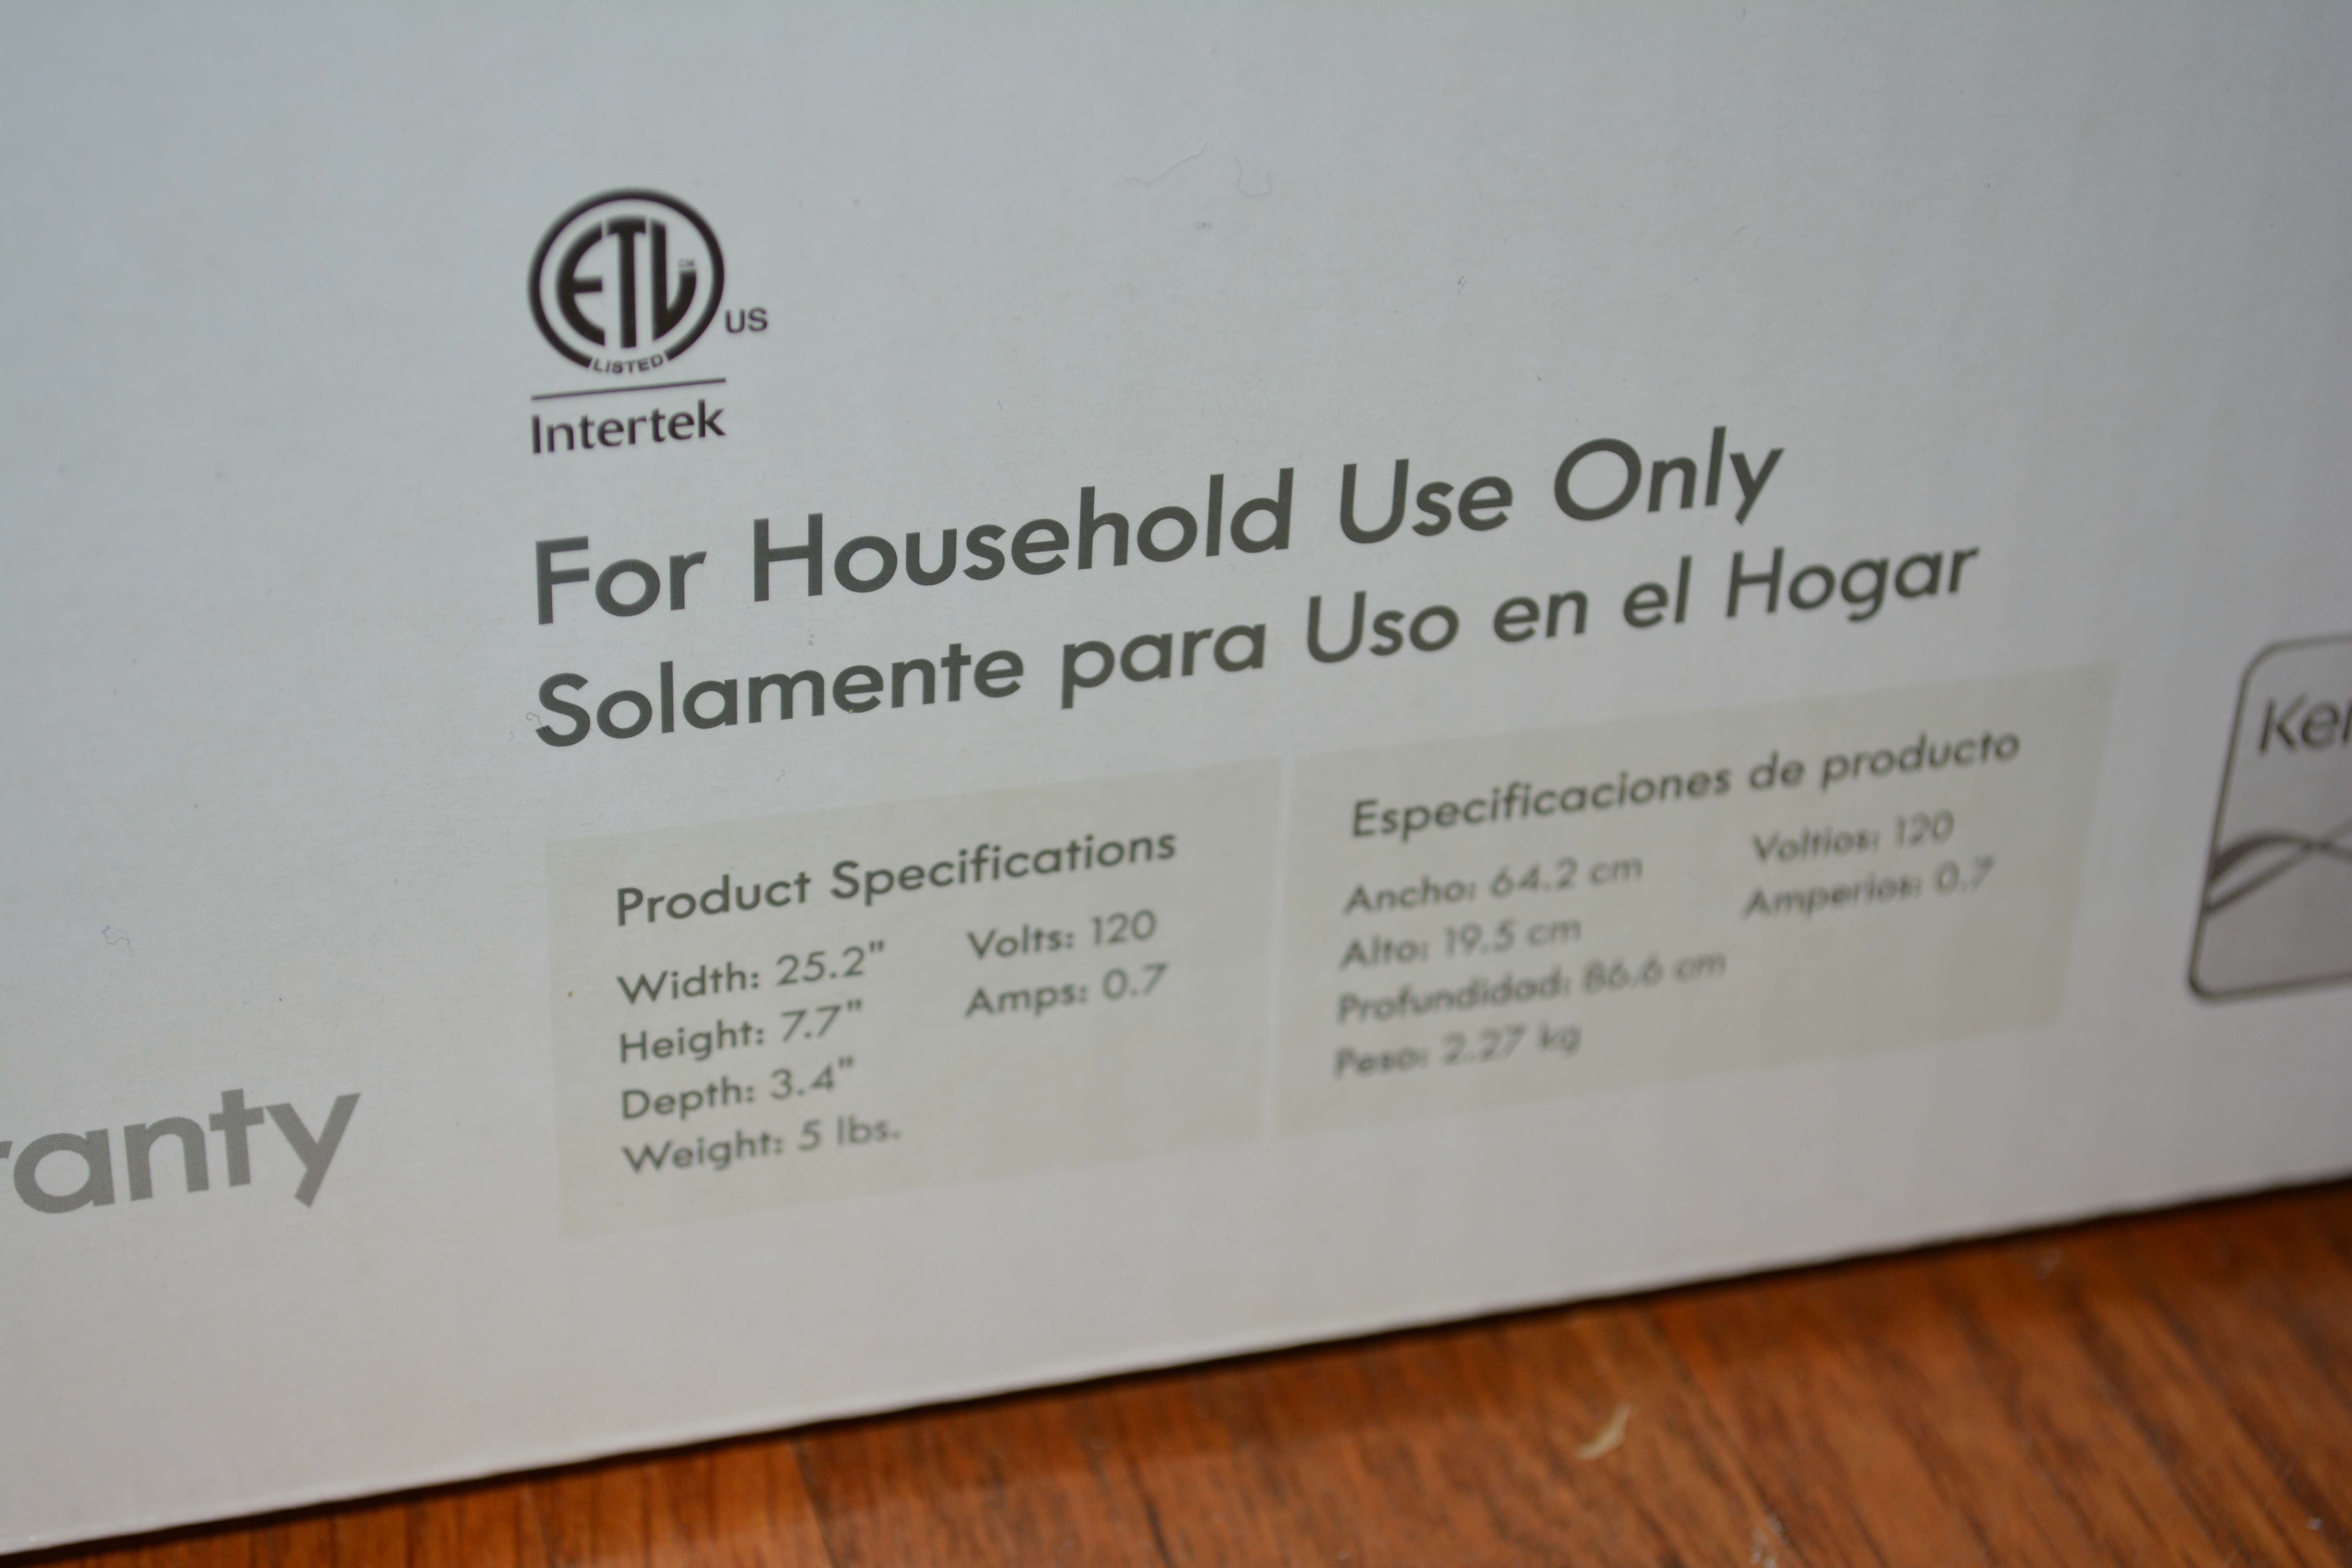 ETL
CM
LISTED
US
Intertek
For Household Use Only
Solamente para Uso en el Hogar
Product Specifications
Width: 25.2" Volts: 120
Height: 7.7" Amps: 0.7
Depth: 3.4"
Weight: 5 lbs.
Especificaciones de producto
Ancho: 64.2 cm Voltios: 120
Alto: 19.5 cm Amperios: 0.7
Profundidad: 86.6 cm
Peso: 2.27 kg
ranty
Ken